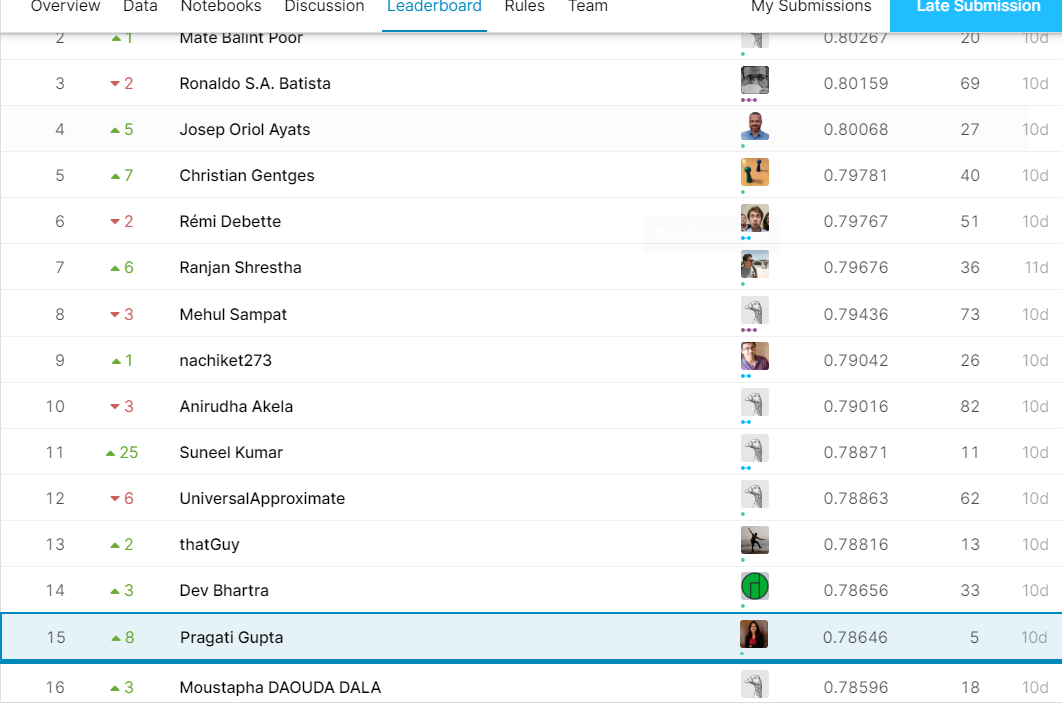 Overview Data Notebooks Discussion Leaderboard Rules Team My Submissions Late Submission
2 1 Mate Balint Poor 0.80267 20 10d
3 2 Ronaldo S.A. Batista 0.80159 69 10d
4 5 Josep Oriol Ayats 0.80068 27 10d
5 7 Christian Gentges 0.79781 40 10d
6 2 Rémi Debette 0.79767 51 10d
7 6 Ranjan Shrestha 0.79676 36 11d
8 3 Mehul Sampat 0.79436 73 10d
9 1 nachiket273 0.79042 26 10d
10 3 Anirudha Akela 0.79016 82 10d
11 25 Suneel Kumar 0.78871 11 10d
12 6 UniversalApproximate 0.78863 62 10d
13 2 thatGuy 0.78816 13 10d
14 3 Dev Bhartra 0.78656 33 10d
15 8 Pragati Gupta 0.78646 5 10d
16 3 Moustapha DAOUDA DALA 0.78596 18 10d